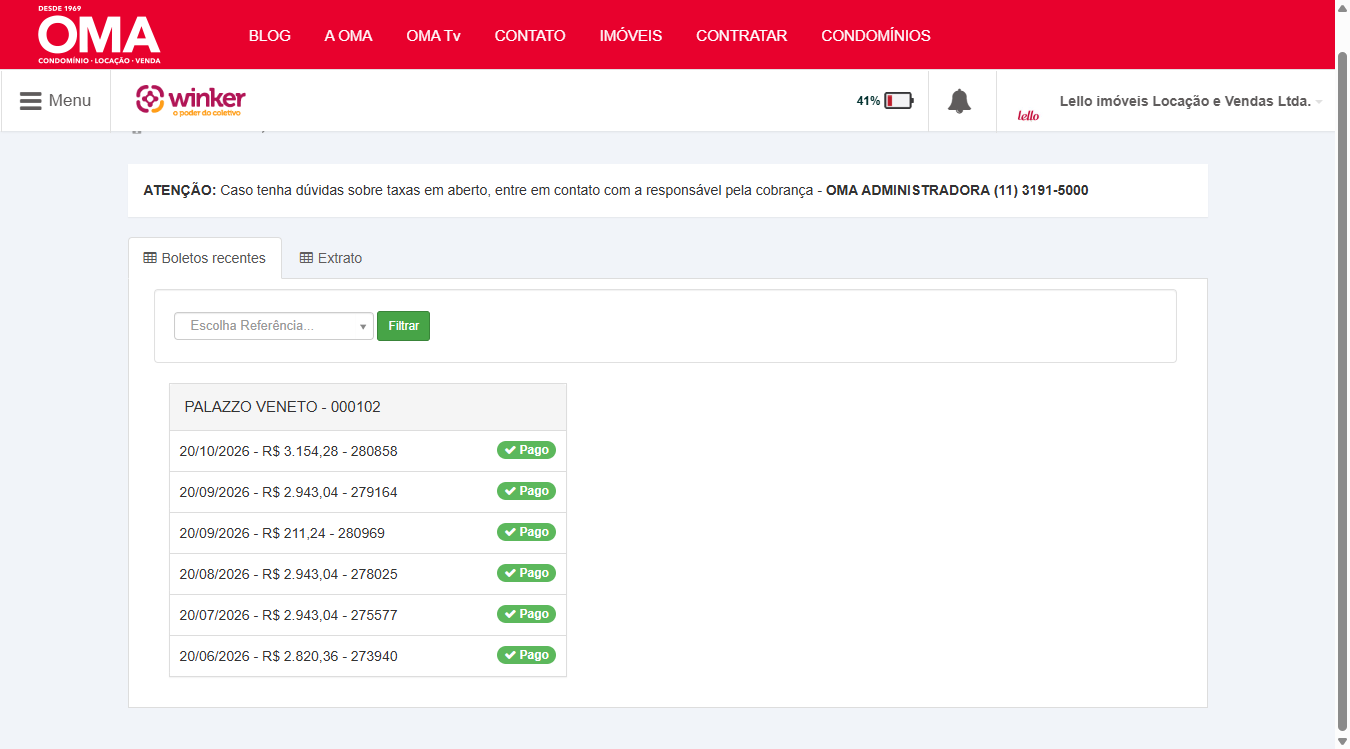 DESDE 1969
OMA
CONDOMÍNIO · LOCAÇÃO · VENDA
BLOG A OMA OMA Tv CONTATO IMÓVEIS CONTRATAR CONDOMÍNIOS
Menu
winker
o poder do coletivo
41%
lello
Lello imóveis Locação e Vendas Ltda.
ATENÇÃO: Caso tenha dúvidas sobre taxas em aberto, entre em contato com a responsável pela cobrança - OMA ADMINISTRADORA (11) 3191-5000
Boletos recentes Extrato
Escolha Referência... Filtrar
PALAZZO VENETO - 000102
20/10/2026 - R$ 3.154,28 - 280858 Pago
20/09/2026 - R$ 2.943,04 - 279164 Pago
20/09/2026 - R$ 211,24 - 280969 Pago
20/08/2026 - R$ 2.943,04 - 278025 Pago
20/07/2026 - R$ 2.943,04 - 275577 Pago
20/06/2026 - R$ 2.820,36 - 273940 Pago